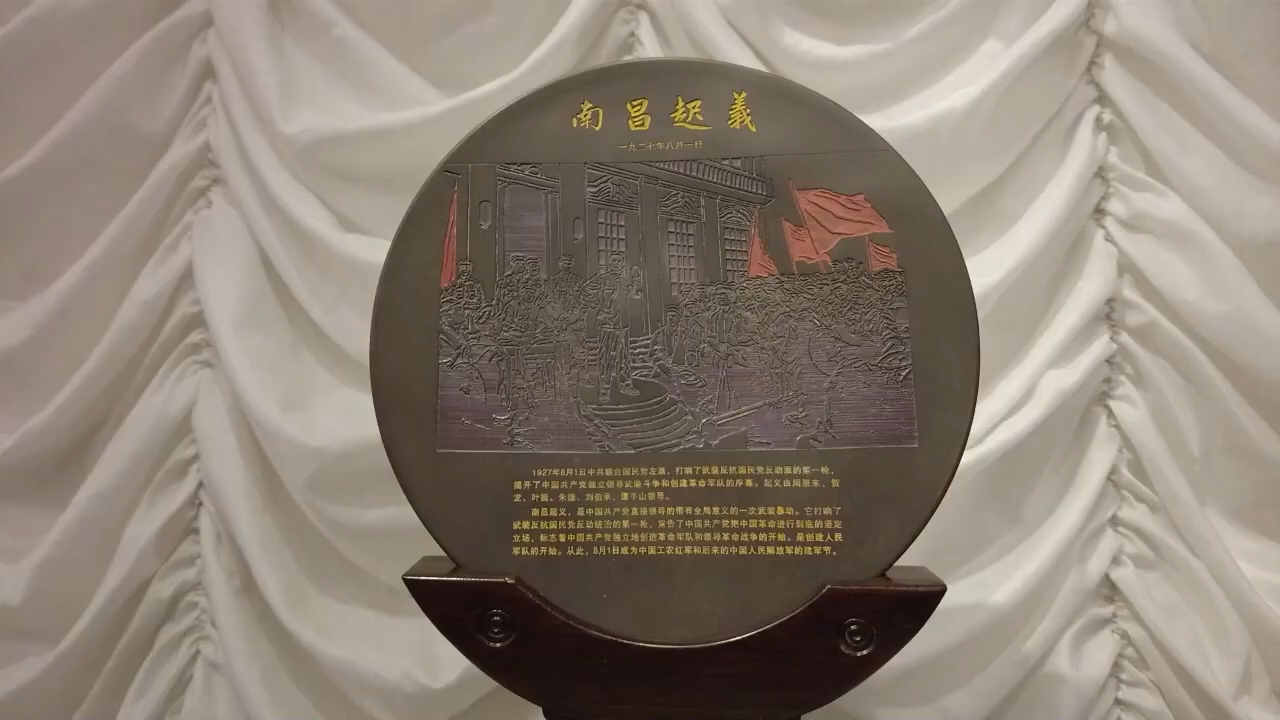 南昌起義
一九二七年八月一日
1927年8月1日中共联合国民党左派，打响了武装反抗国民党反动派的第一枪，
揭开了中国共产党独立领导武装斗争和创建革命军队的序幕。起义由周恩来、贺
龙、叶挺、朱德、刘伯承、谭平山领导。
南昌起义，是中国共产党直接领导的带有全局意义的一次武装暴动。它打响了
武装反抗国民党反动统治的第一枪，宣告了中国共产党把中国革命进行到底的坚定
立场，标志着中国共产党独立地创造革命军队和领导革命战争的开始。是创建人民
军队的开始。从此，8月1日成为中国工农红军和后来的中国人民解放军的建军节。